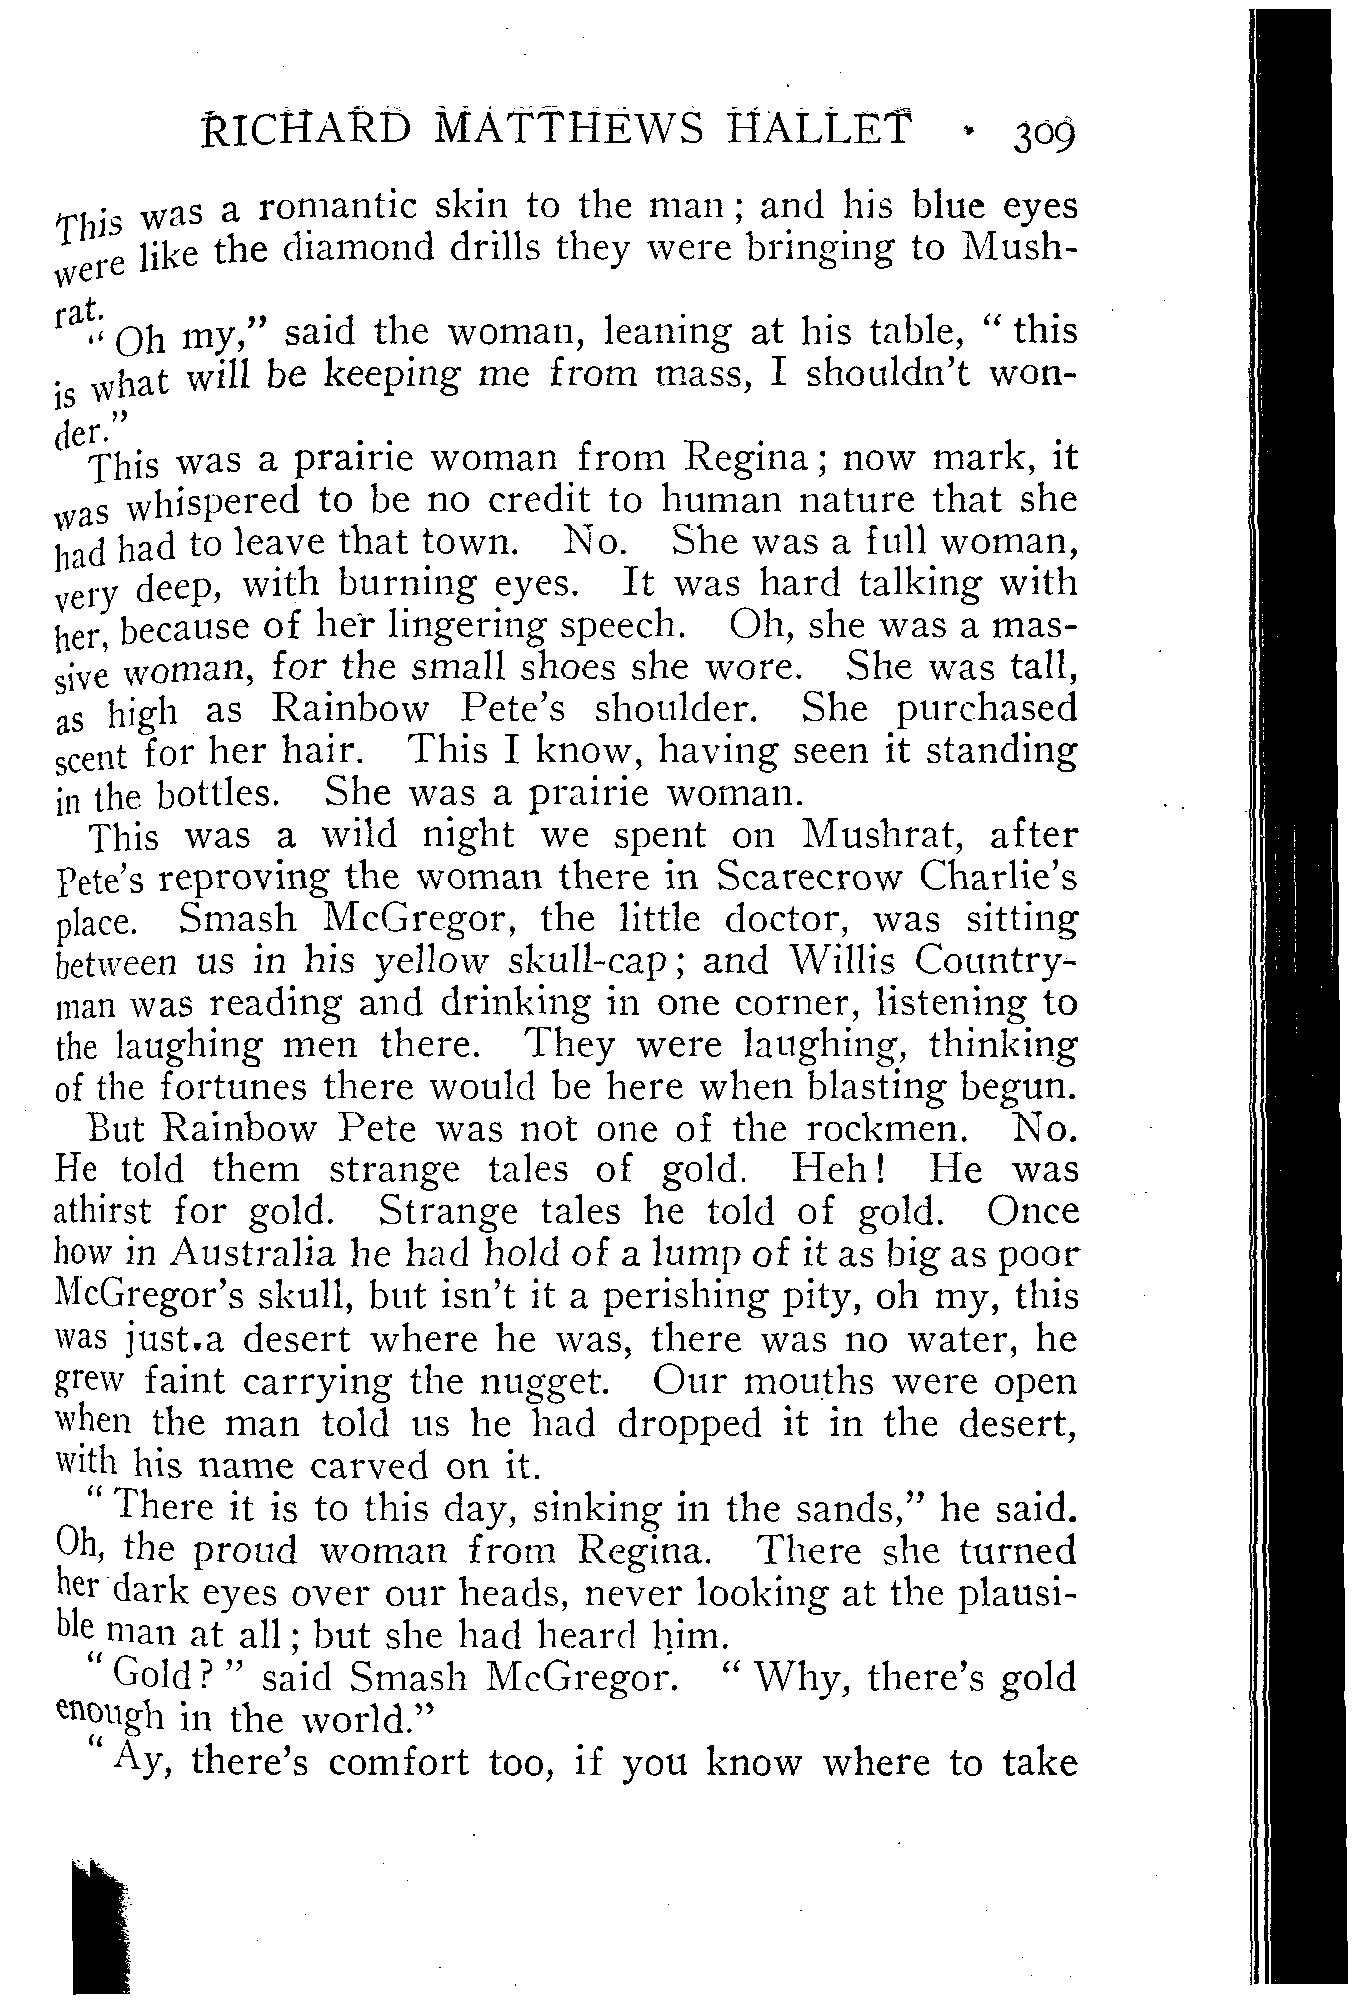 RICHARD MATTHEWS HALLET · 309
This was a romantic skin to the man; and his blue eyes
were like the diamond drills they were bringing to Mush-
rat.
"Oh my," said the woman, leaning at his table, "this
is what will be keeping me from mass, I shouldn't won-
der."
This was a prairie woman from Regina; now mark, it
was whispered to be no credit to human nature that she
had had to leave that town. No. She was a full woman,
very deep, with burning eyes. It was hard talking with
her, because of her lingering speech. Oh, she was a mas-
sive woman, for the small shoes she wore. She was tall,
as high as Rainbow Pete's shoulder. She purchased
scent for her hair. This I know, having seen it standing
in the bottles. She was a prairie woman.
This was a wild night we spent on Mushrat, after
Pete's reproving the woman there in Scarecrow Charlie's
place. Smash McGregor, the little doctor, was sitting
between us in his yellow skull-cap; and Willis Country-
man was reading and drinking in one corner, listening to
the laughing men there. They were laughing, thinking
of the fortunes there would be here when blasting begun.
But Rainbow Pete was not one of the rockmen. No.
He told them strange tales of gold. Heh! He was
athirst for gold. Strange tales he told of gold. Once
how in Australia he had hold of a lump of it as big as poor
McGregor's skull, but isn't it a perishing pity, oh my, this
was just a desert where he was, there was no water, he
grew faint carrying the nugget. Our mouths were open
when the man told us he had dropped it in the desert,
with his name carved on it.
"There it is to this day, sinking in the sands," he said.
Oh, the proud woman from Regina. There she turned
her dark eyes over our heads, never looking at the plausi-
ble man at all; but she had heard him.
"Gold?" said Smash McGregor. "Why, there's gold
enough in the world."
"Ay, there's comfort too, if you know where to take